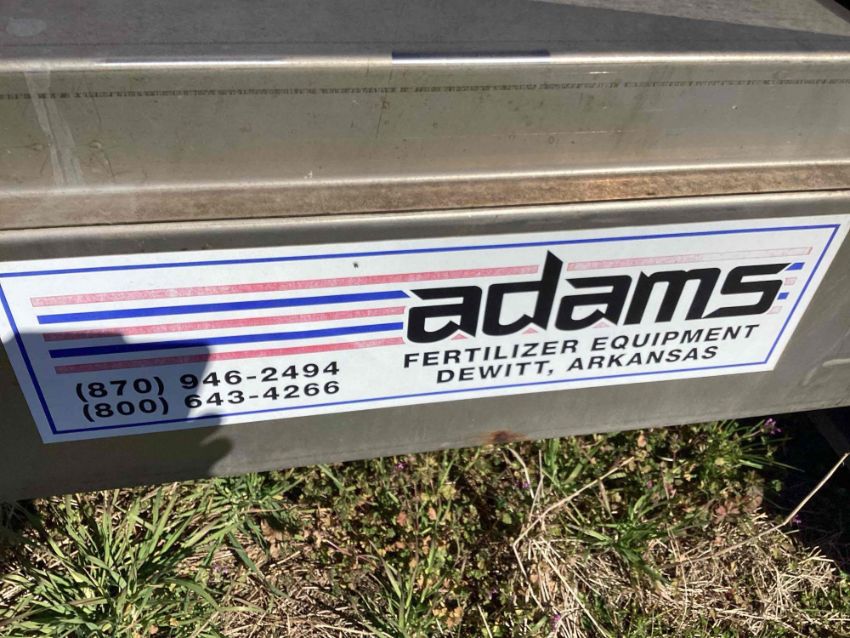 adams
FERTILIZER EQUIPMENT
DEWITT, ARKANSAS
(870) 946-2494
(800) 643-4266